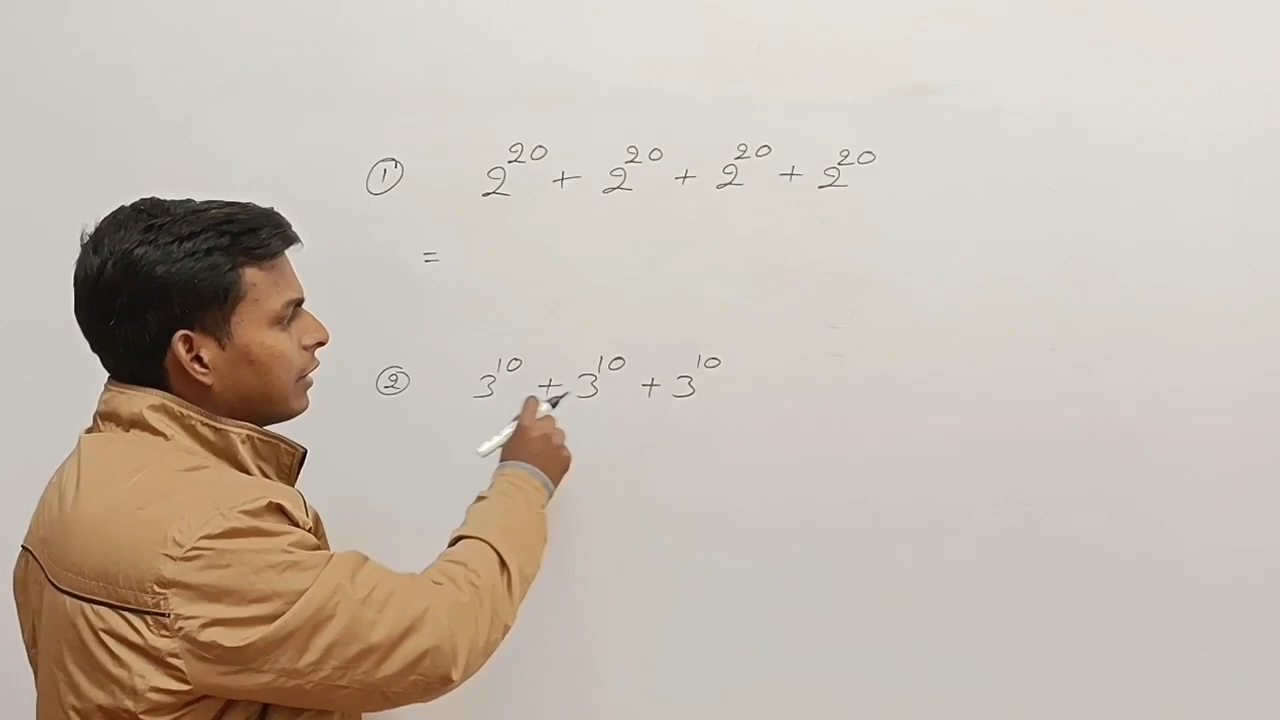 ① 2²⁰ + 2²⁰ + 2²⁰ + 2²⁰
=
② 3¹⁰ + 3¹⁰ + 3¹⁰